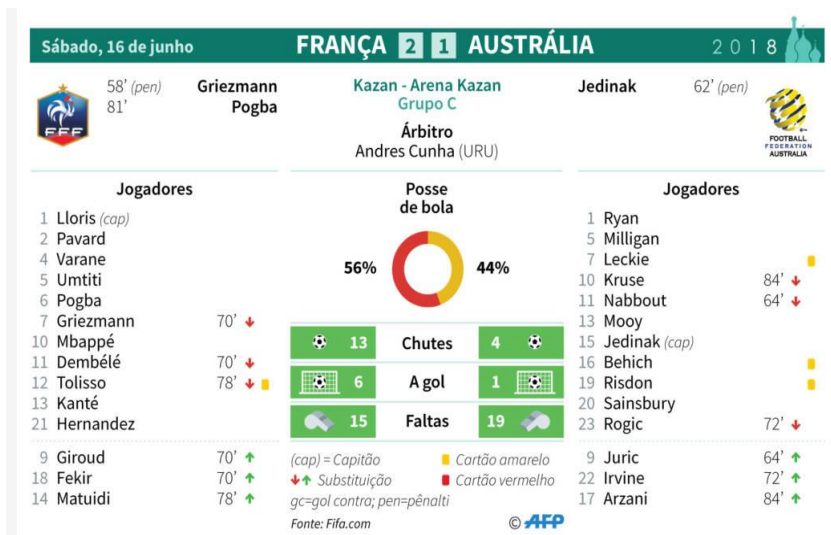 Sábado, 16 de junho FRANÇA 2 1 AUSTRÁLIA 2018
58' (pen) Griezmann
81' Pogba
FFF
Kazan - Arena Kazan
Grupo C
Árbitro
Andres Cunha (URU)
Jedinak 62' (pen)
FOOTBALL
FEDERATION
AUSTRALIA
Jogadores
1 Lloris (cap)
2 Pavard
4 Varane
5 Umtiti
6 Pogba
7 Griezmann 70'
10 Mbappé
11 Dembélé 70'
12 Tolisso 78'
13 Kanté
21 Hernandez
9 Giroud 70'
18 Fekir 70'
14 Matuidi 78'
Posse
de bola
56% 44%
13 Chutes 4
6 A gol 1
15 Faltas 19
(cap) = Capitão Cartão amarelo
Substituição Cartão vermelho
gc=gol contra; pen=pênalti
Fonte: Fifa.com © AFP
Jogadores
1 Ryan
5 Milligan
7 Leckie
10 Kruse 84'
11 Nabbout 64'
13 Mooy
15 Jedinak (cap)
16 Behich
19 Risdon
20 Sainsbury
23 Rogic 72'
9 Juric 64'
22 Irvine 72'
17 Arzani 84'